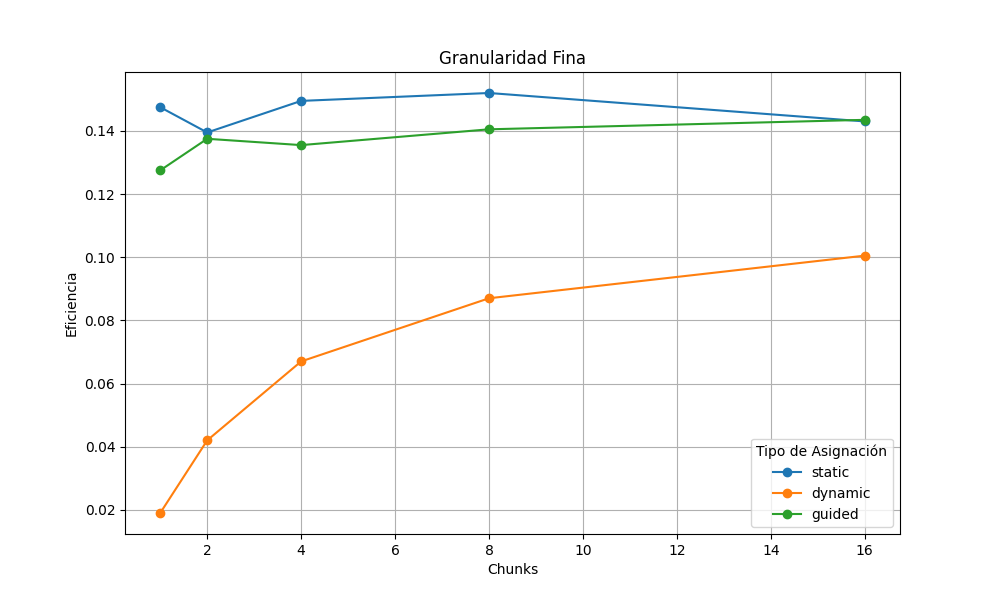 Granularidad Fina
Eficiencia
0.14
0.12
0.10
0.08
0.06
0.04
0.02
2 4 6 8 10 12 14 16
Chunks
Tipo de Asignación
static
dynamic
guided